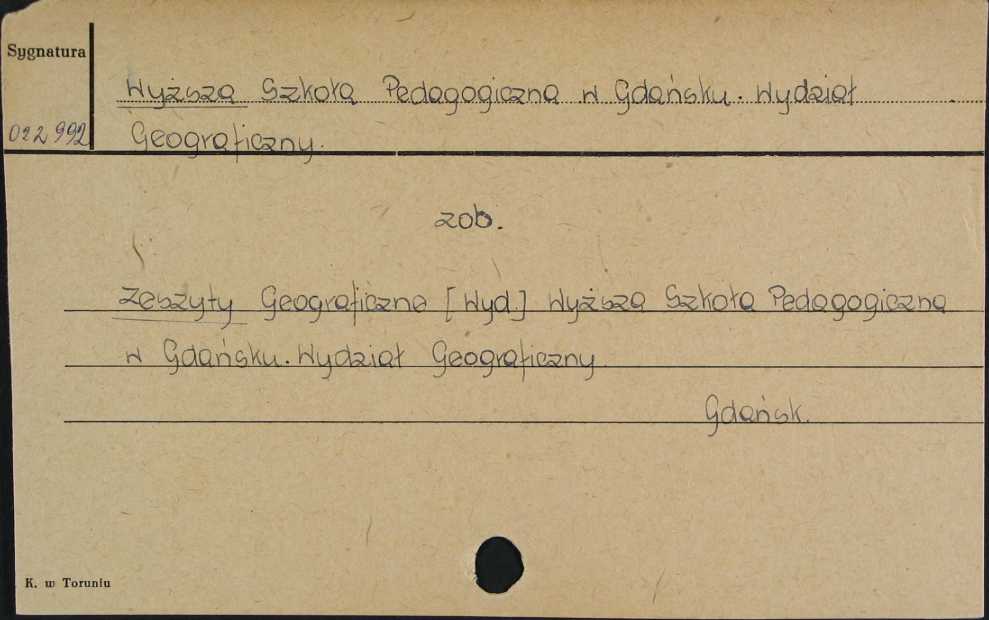 Sygnatura
Wyższa Szkoła Pedagogiczna w Gdańsku. Wydział
022992 Geograficzny.
zob.
Zeszyty Geograficzne [Wyd.] Wyższa Szkoła Pedagogiczna
w Gdańsku. Wydział Geograficzny.
Gdańsk.
K. w Toruniu